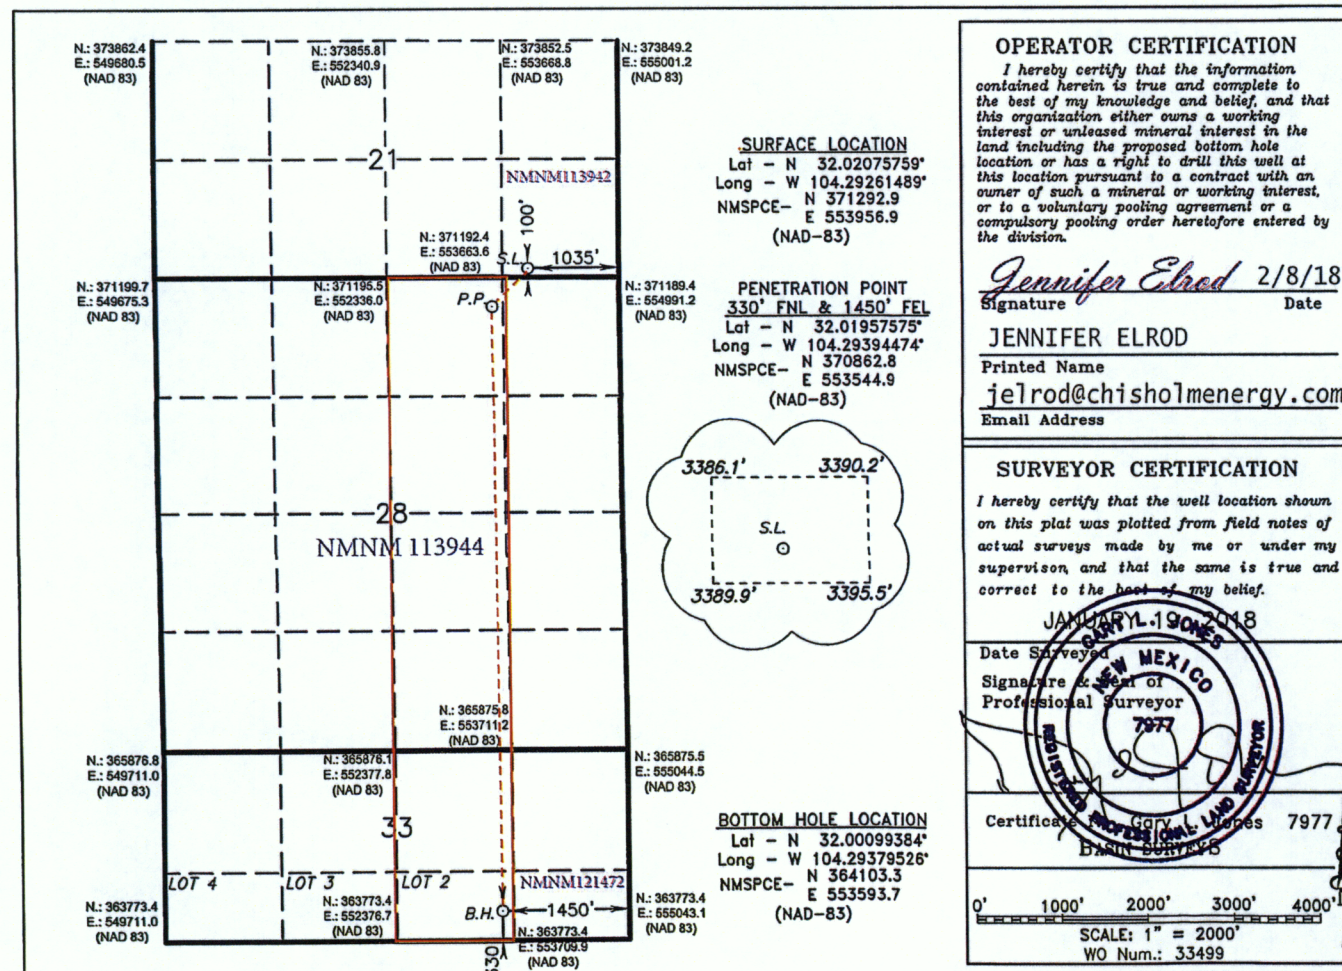 N.: 373862.4
E.: 549680.5
(NAD 83)
N.: 373855.8
E.: 552340.9
(NAD 83)
N.: 373852.5
E.: 553668.8
(NAD 83)
N.: 373849.2
E.: 555001.2
(NAD 83)
21
NMNM113942
100'
N.: 371192.4
E.: 553663.6
(NAD 83)
S.L.
1035'
N.: 371199.7
E.: 549675.3
(NAD 83)
N.: 371195.5
E.: 552336.0
(NAD 83)
P.P.
N.: 371189.4
E.: 554991.2
(NAD 83)
28
NMNM 113944
N.: 365875.8
E.: 553711.2
(NAD 83)
N.: 365876.8
E.: 549711.0
(NAD 83)
N.: 365876.1
E.: 552377.8
(NAD 83)
N.: 365875.5
E.: 555044.5
(NAD 83)
33
LOT 4
LOT 3
LOT 2
NMNM121472
B.H.
1450'
N.: 363773.4
E.: 549711.0
(NAD 83)
N.: 363773.4
E.: 552376.7
(NAD 83)
N.: 363773.4
E.: 553709.9
(NAD 83)
N.: 363773.4
E.: 555043.1
(NAD 83)
SURFACE LOCATION
Lat - N 32.02075759°
Long - W 104.29261489°
NMSPCE- N 371292.9
E 553956.9
(NAD-83)
PENETRATION POINT
330' FNL & 1450' FEL
Lat - N 32.01957575°
Long - W 104.29394474°
NMSPCE- N 370862.8
E 553544.9
(NAD-83)
3386.1'
3390.2'
S.L.
3389.9'
3395.5'
BOTTOM HOLE LOCATION
Lat - N 32.00099384°
Long - W 104.29379526°
NMSPCE- N 364103.3
E 553593.7
(NAD-83)
OPERATOR CERTIFICATION
I hereby certify that the information
contained herein is true and complete to
the best of my knowledge and belief, and that
this organization either owns a working
interest or unleased mineral interest in the
land including the proposed bottom hole
location or has a right to drill this well at
this location pursuant to a contract with an
owner of such a mineral or working interest,
or to a voluntary pooling agreement or a
compulsory pooling order heretofore entered by
the division.
Jennifer Elrod 2/8/18
Signature Date
JENNIFER ELROD
Printed Name
jelrod@chisholmenergy.com
Email Address
SURVEYOR CERTIFICATION
I hereby certify that the well location shown
on this plat was plotted from field notes of
actual surveys made by me or under my
supervison, and that the same is true and
correct to the best of my belief.
JANUARY 19, 2018
Date Surveyed
Signature & Seal of
Professional Surveyor
GARY L. JONES
NEW MEXICO
7977
REGISTERED PROFESSIONAL LAND SURVEYOR
Certificate Gary L. Jones 7977
BASIN SURVEYS
0' 1000' 2000' 3000' 4000'
SCALE: 1" = 2000'
WO Num.: 33499